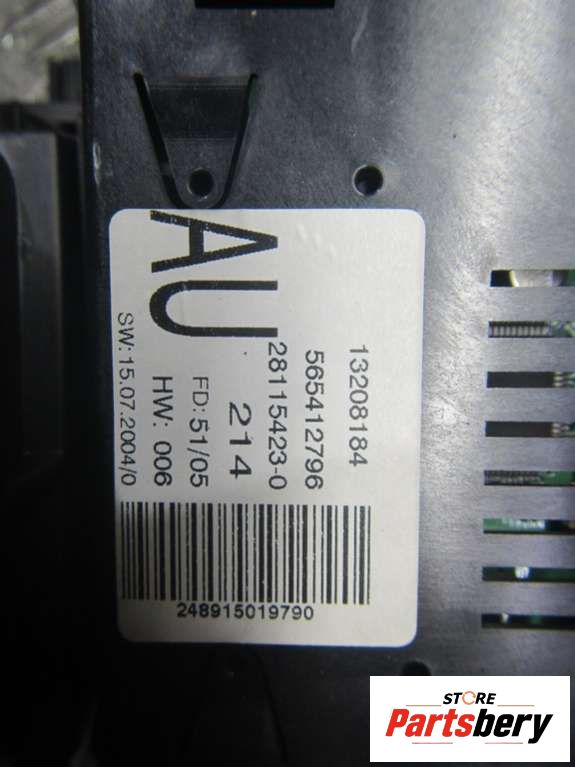 AU
13208184
565412796
28115423-0
214
FD: 51/05
HW: 006
SW:15.07.2004/0
248915019790
STORE
Partsbery